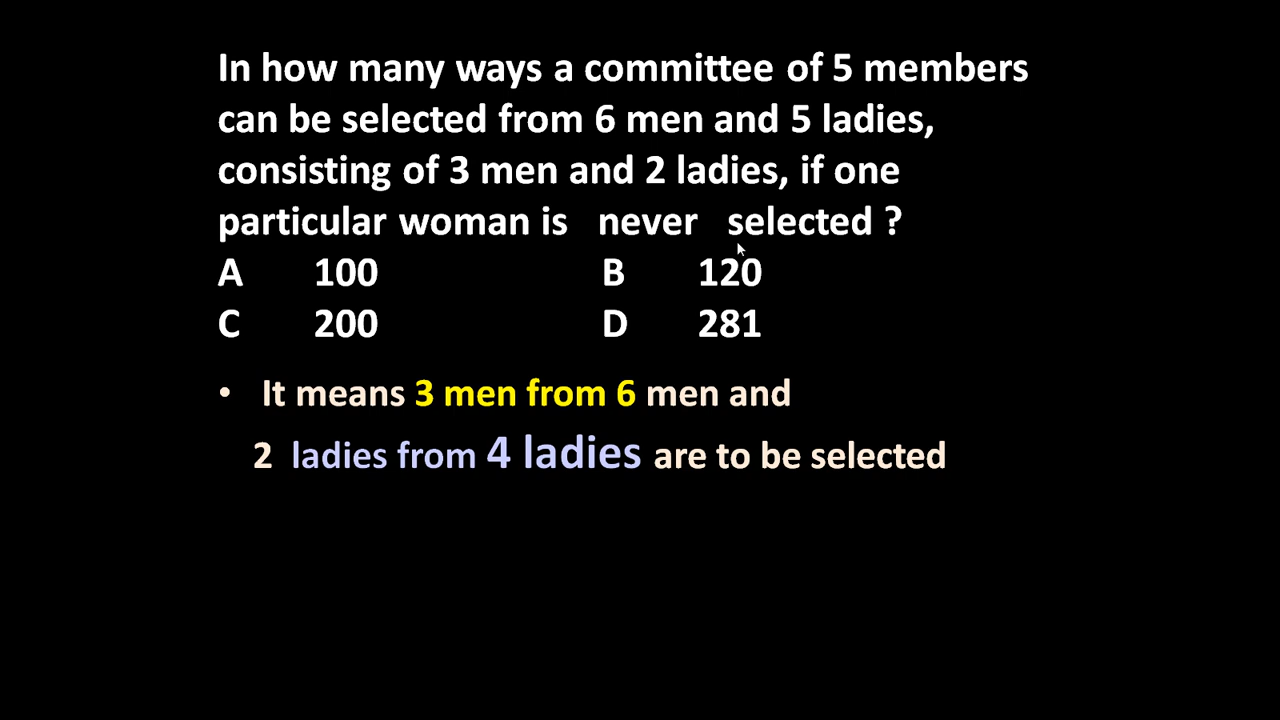 In how many ways a committee of 5 members
can be selected from 6 men and 5 ladies,
consisting of 3 men and 2 ladies, if one
particular woman is never selected ?
A 100 B 120
C 200 D 281
• It means 3 men from 6 men and
2 ladies from 4 ladies are to be selected